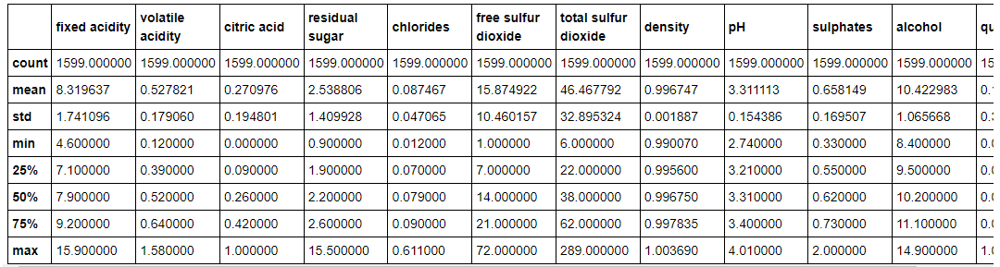 fixed acidity volatile acidity citric acid residual sugar chlorides free sulfur dioxide total sulfur dioxide density pH sulphates alcohol qu
count 1599.000000 1599.000000 1599.000000 1599.000000 1599.000000 1599.000000 1599.000000 1599.000000 1599.000000 1599.000000 1599.000000 15
mean 8.319637 0.527821 0.270976 2.538806 0.087467 15.874922 46.467792 0.996747 3.311113 0.658149 10.422983 0.
std 1.741096 0.179060 0.194801 1.409928 0.047065 10.460157 32.895324 0.001887 0.154386 0.169507 1.065668 0.
min 4.600000 0.120000 0.000000 0.900000 0.012000 1.000000 6.000000 0.990070 2.740000 0.330000 8.400000 0.0
25% 7.100000 0.390000 0.090000 1.900000 0.070000 7.000000 22.000000 0.995600 3.210000 0.550000 9.500000 0.0
50% 7.900000 0.520000 0.260000 2.200000 0.079000 14.000000 38.000000 0.996750 3.310000 0.620000 10.200000 0.0
75% 9.200000 0.640000 0.420000 2.600000 0.090000 21.000000 62.000000 0.997835 3.400000 0.730000 11.100000 0.0
max 15.900000 1.580000 1.000000 15.500000 0.611000 72.000000 289.000000 1.003690 4.010000 2.000000 14.900000 1.0